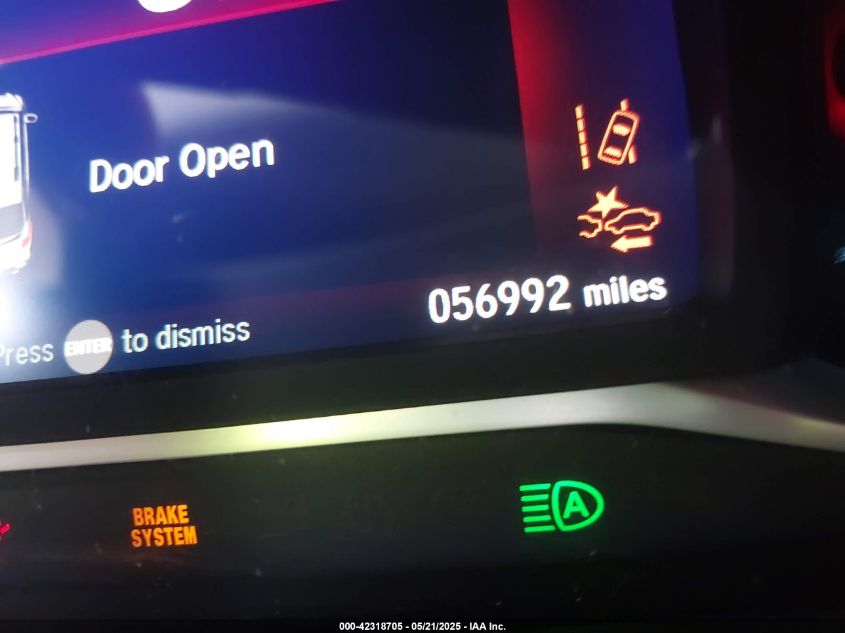 Door Open
056992 miles
Press ENTER to dismiss
BRAKE
SYSTEM
A
000-42318705 - 05/21/2025 - IAA Inc.